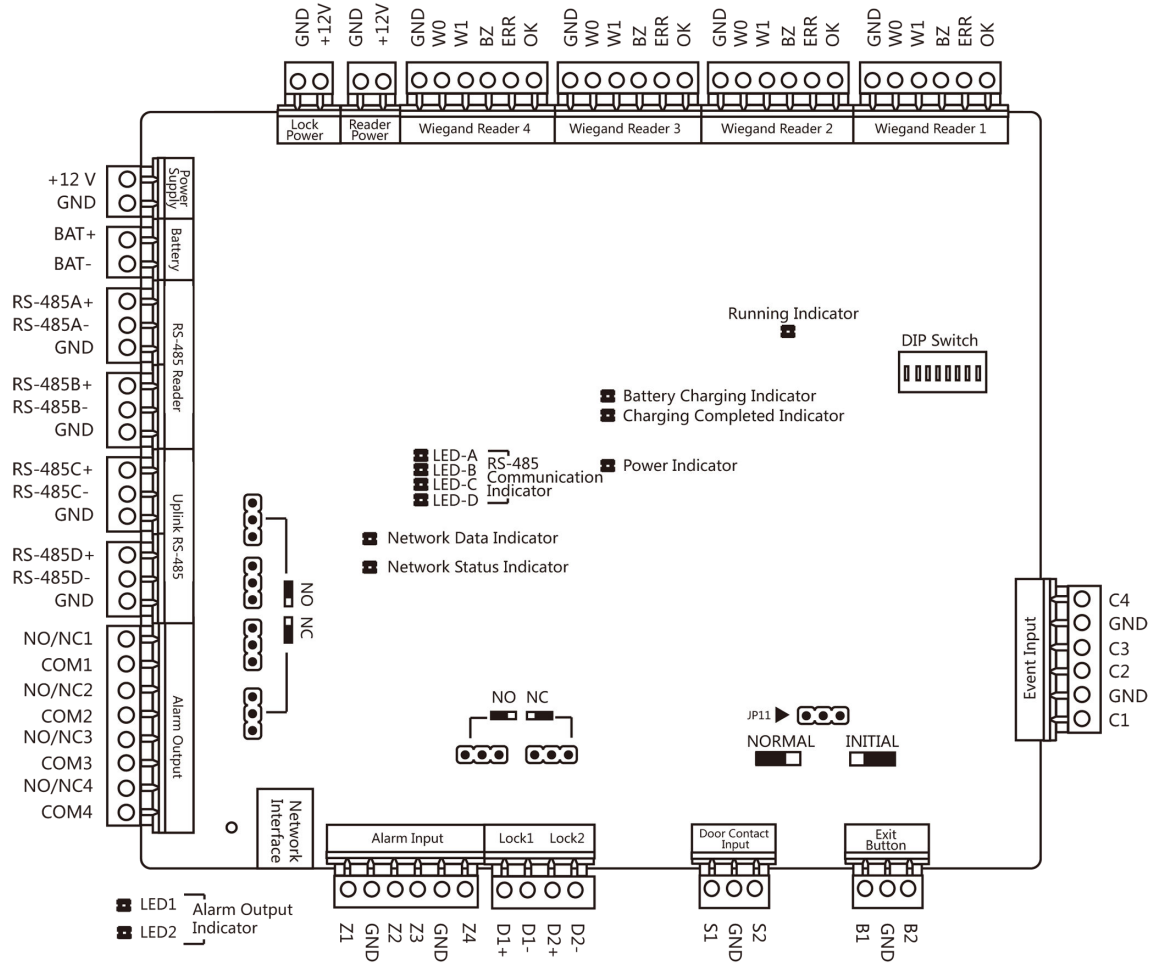 GND
+12V
GND
+12V
GND
W0
W1
BZ
ERR
OK
GND
W0
W1
BZ
ERR
OK
GND
W0
W1
BZ
ERR
OK
GND
W0
W1
BZ
ERR
OK
Lock
Power
Reader
Power
Wiegand Reader 4
Wiegand Reader 3
Wiegand Reader 2
Wiegand Reader 1
+12 V
GND
Power
Supply
BAT+
BAT-
Battery
RS-485A+
RS-485A-
GND
RS-485B+
RS-485B-
GND
RS-485 Reader
RS-485C+
RS-485C-
GND
RS-485D+
RS-485D-
GND
Uplink RS-485
NO/NC1
COM1
NO/NC2
COM2
NO/NC3
COM3
NO/NC4
COM4
Alarm Output
Running Indicator
DIP Switch
Battery Charging Indicator
Charging Completed Indicator
LED-A
LED-B
LED-C
LED-D
RS-485
Communication
Indicator
Power Indicator
Network Data Indicator
Network Status Indicator
NO
NC
NO NC
JP11
NORMAL
INITIAL
C4
GND
C3
C2
GND
C1
Event Input
Network
Interface
Alarm Input
Lock1 Lock2
Door Contact
Input
Exit
Button
LED1
LED2
Alarm Output
Indicator
Z1
GND
Z2
Z3
GND
Z4
D1+
D1-
D2+
D2-
S1
GND
S2
B1
GND
B2